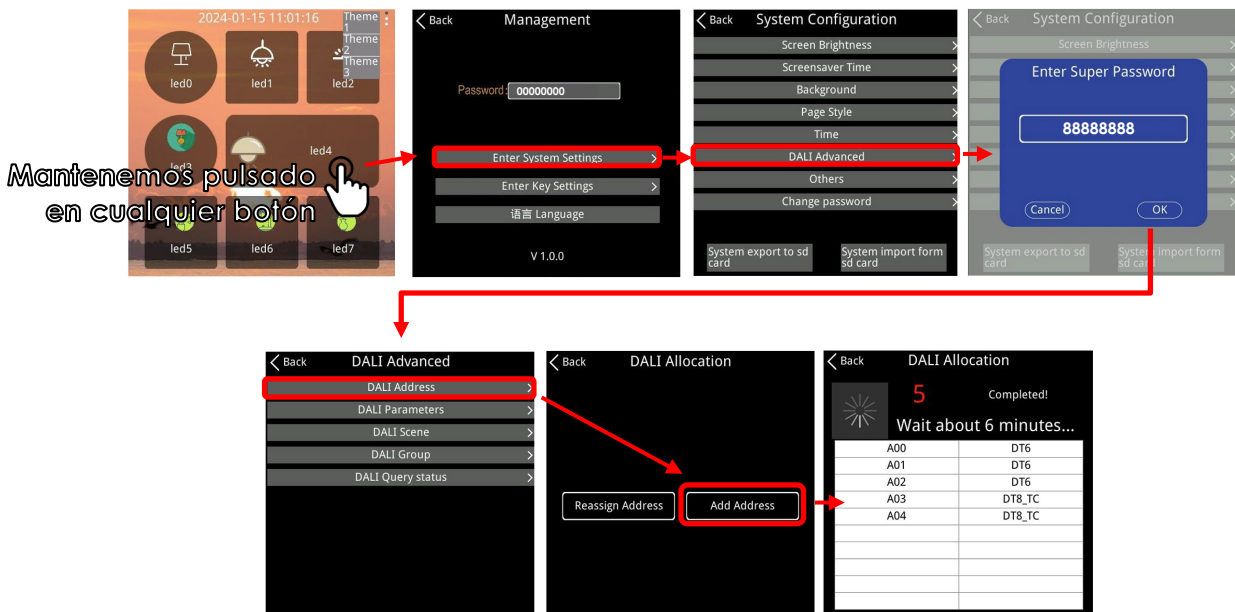 2024-01-15 11:01:16
Theme
1
Theme
2
Theme
3
led0
led1
led2
led3
led4
Mantenemos pulsado
en cualquier botón
led5
led6
led7
Back
Management
Password:
00000000
Enter System Settings
Enter Key Settings
语言 Language
V 1.0.0
Back
System Configuration
Screen Brightness
Screensaver Time
Background
Page Style
Time
DALI Advanced
Others
Change password
System export to sd
card
System import form
sd card
Back
System Configuration
Screen Brightness
Enter Super Password
88888888
Cancel
OK
System export to sd
card
System import form
sd card
Back
DALI Advanced
DALI Address
DALI Parameters
DALI Scene
DALI Group
DALI Query status
Back
DALI Allocation
Reassign Address
Add Address
Back
DALI Allocation
5
Completed!
Wait about 6 minutes...
A00 DT6
A01 DT6
A02 DT6
A03 DT8_TC
A04 DT8_TC